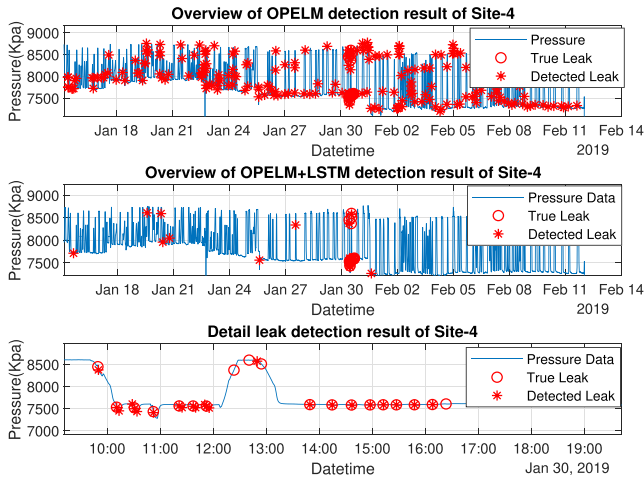 Overview of OPELM detection result of Site-4
Pressure(Kpa)
9000
8500
8000
7500
Pressure
True Leak
Detected Leak
Jan 18 Jan 21 Jan 24 Jan 27 Jan 30 Feb 02 Feb 05 Feb 08 Feb 11 Feb 14
Datetime
2019
Overview of OPELM+LSTM detection result of Site-4
Pressure(Kpa)
9000
8500
8000
7500
Pressure Data
True Leak
Detected Leak
Jan 18 Jan 21 Jan 24 Jan 27 Jan 30 Feb 02 Feb 05 Feb 08 Feb 11 Feb 14
Datetime
2019
Detail leak detection result of Site-4
Pressure(Kpa)
8500
8000
7500
7000
Pressure Data
True Leak
Detected Leak
10:00 11:00 12:00 13:00 14:00 15:00 16:00 17:00 18:00 19:00
Datetime
Jan 30, 2019